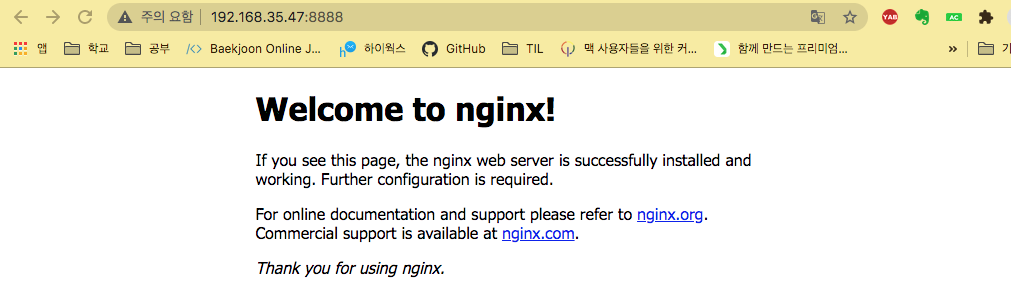 주의 요함 192.168.35.47:8888
YAB AC
앱 학교 공부 </> Baekjoon Online J... 하이웍스 GitHub TIL 맥 사용자들을 위한 커... 함께 만드는 프리미엄... »
Welcome to nginx!
If you see this page, the nginx web server is successfully installed and
working. Further configuration is required.
For online documentation and support please refer to nginx.org.
Commercial support is available at nginx.com.
Thank you for using nginx.